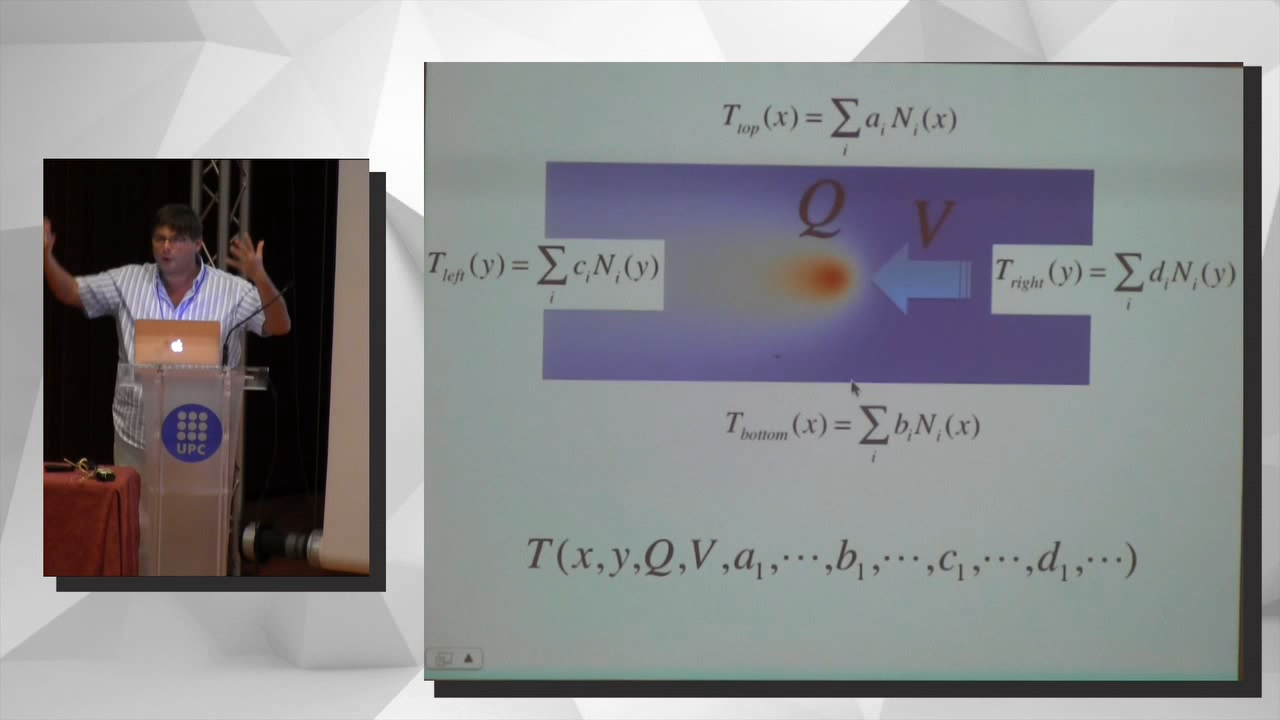 T_top(x) = ∑_i a_i N_i(x)
Q
V
T_left(y) = ∑_i c_i N_i(y)
T_right(y) = ∑_i d_i N_i(y)
T_bottom(x) = ∑_i b_i N_i(x)
T(x,y,Q,V,a_1,⋯,b_1,⋯,c_1,⋯,d_1,⋯)
UPC